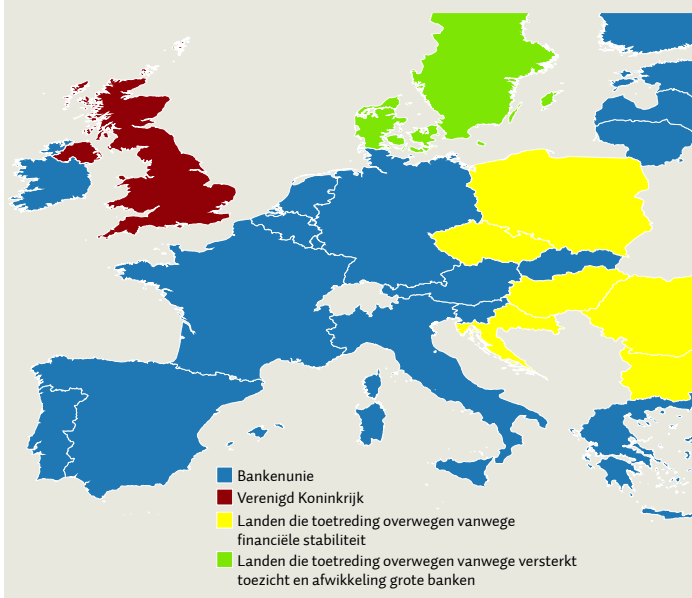 Bankenunie
Verenigd Koninkrijk
Landen die toetreding overwegen vanwege
financiële stabiliteit
Landen die toetreding overwegen vanwege versterkt
toezicht en afwikkeling grote banken